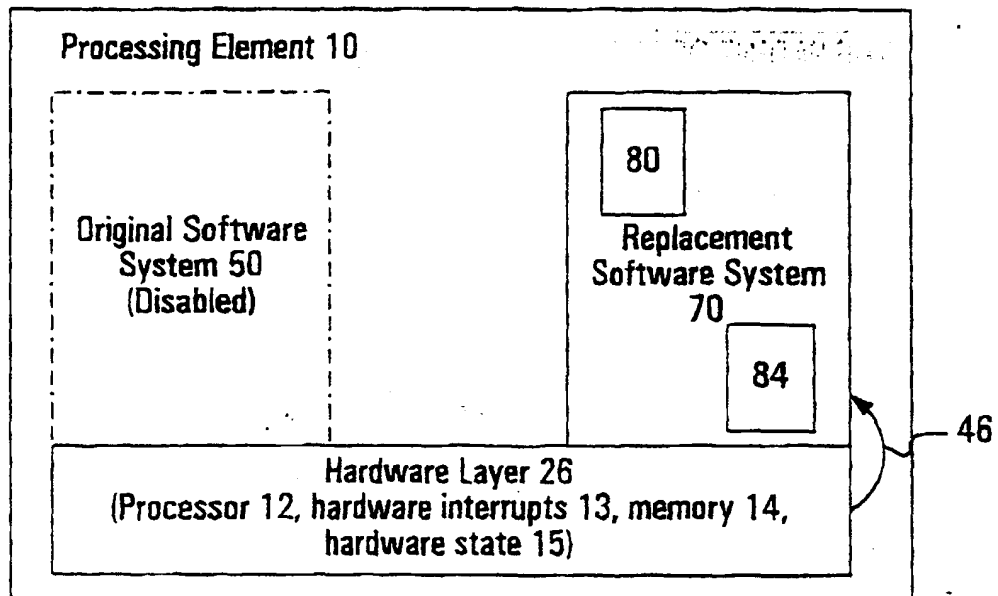 Processing Element 10
Original Software
System 50
(Disabled)
80
Replacement
Software System
70
84
46
Hardware Layer 26
(Processor 12, hardware interrupts 13, memory 14,
hardware state 15)